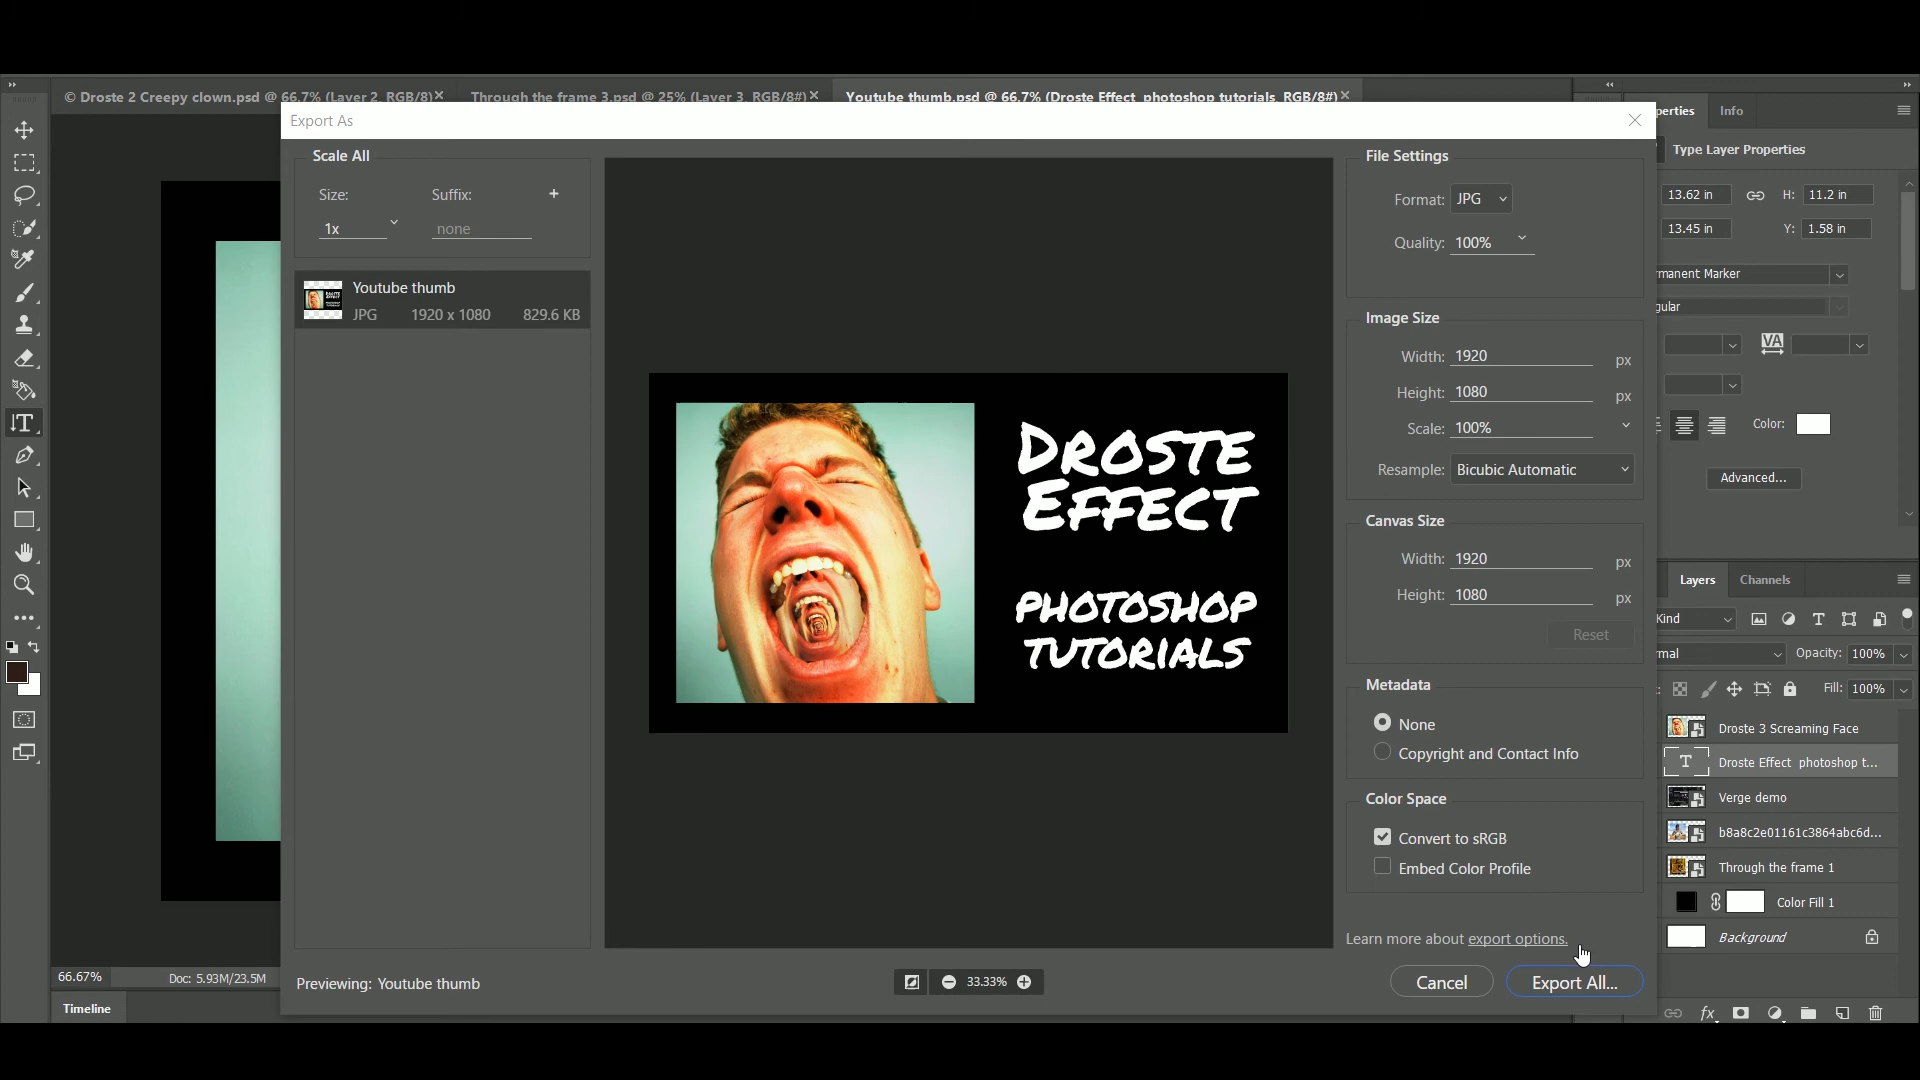 © Droste 2 Creepy clown.psd @ 66.7% (Layer 2, RGB/8)
Through the frame 3.psd @ 25% (Layer 3, RGB/8#)
Youtube thumb.psd @ 66.7% (Droste Effect photoshop tutorials, RGB/8#)
Export As
perties
Info
Type Layer Properties
Scale All
Size:
Suffix:
1x
none
Youtube thumb
JPG
1920 x 1080
829.6 KB
DROSTE
EFFECT
PHOTOSHOP
TUTORIALS
File Settings
Format: JPG
Quality: 100%
Image Size
Width: 1920 px
Height: 1080 px
Scale: 100%
Resample: Bicubic Automatic
Canvas Size
Width: 1920 px
Height: 1080 px
Reset
Metadata
None
Copyright and Contact Info
Color Space
Convert to sRGB
Embed Color Profile
Learn more about export options.
Cancel
Export All...
Previewing: Youtube thumb
33.33%
13.62 in
H: 11.2 in
13.45 in
Y: 1.58 in
rmanent Marker
gular
VA
Color:
Advanced...
Layers
Channels
Kind
T
mal
Opacity: 100%
Fill: 100%
Droste 3 Screaming Face
T
Droste Effect photoshop t...
Verge demo
b8a8c2e01161c3864abc6d...
Through the frame 1
Color Fill 1
Background
fx
66.67%
Doc: 5.93M/23.5M
Timeline